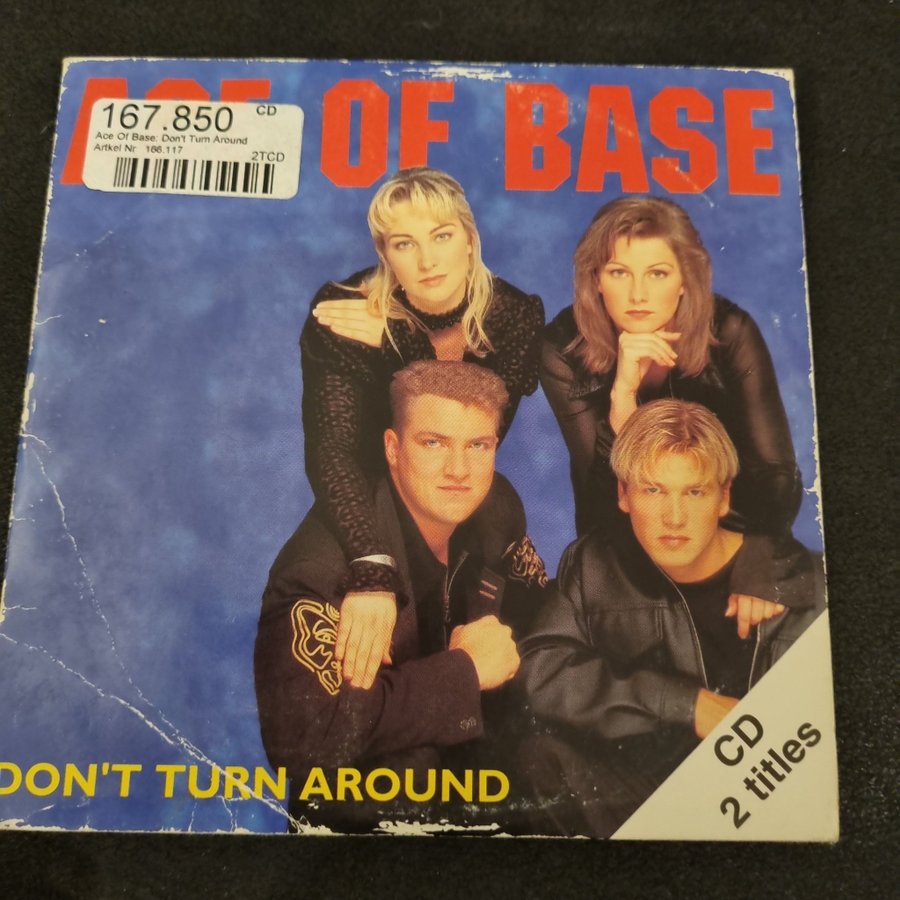 ACE OF BASE
167.850 CD
Ace Of Base: Don't Turn Around
Artkel Nr 166.117
2TCD
DON'T TURN AROUND
CD
2 titles